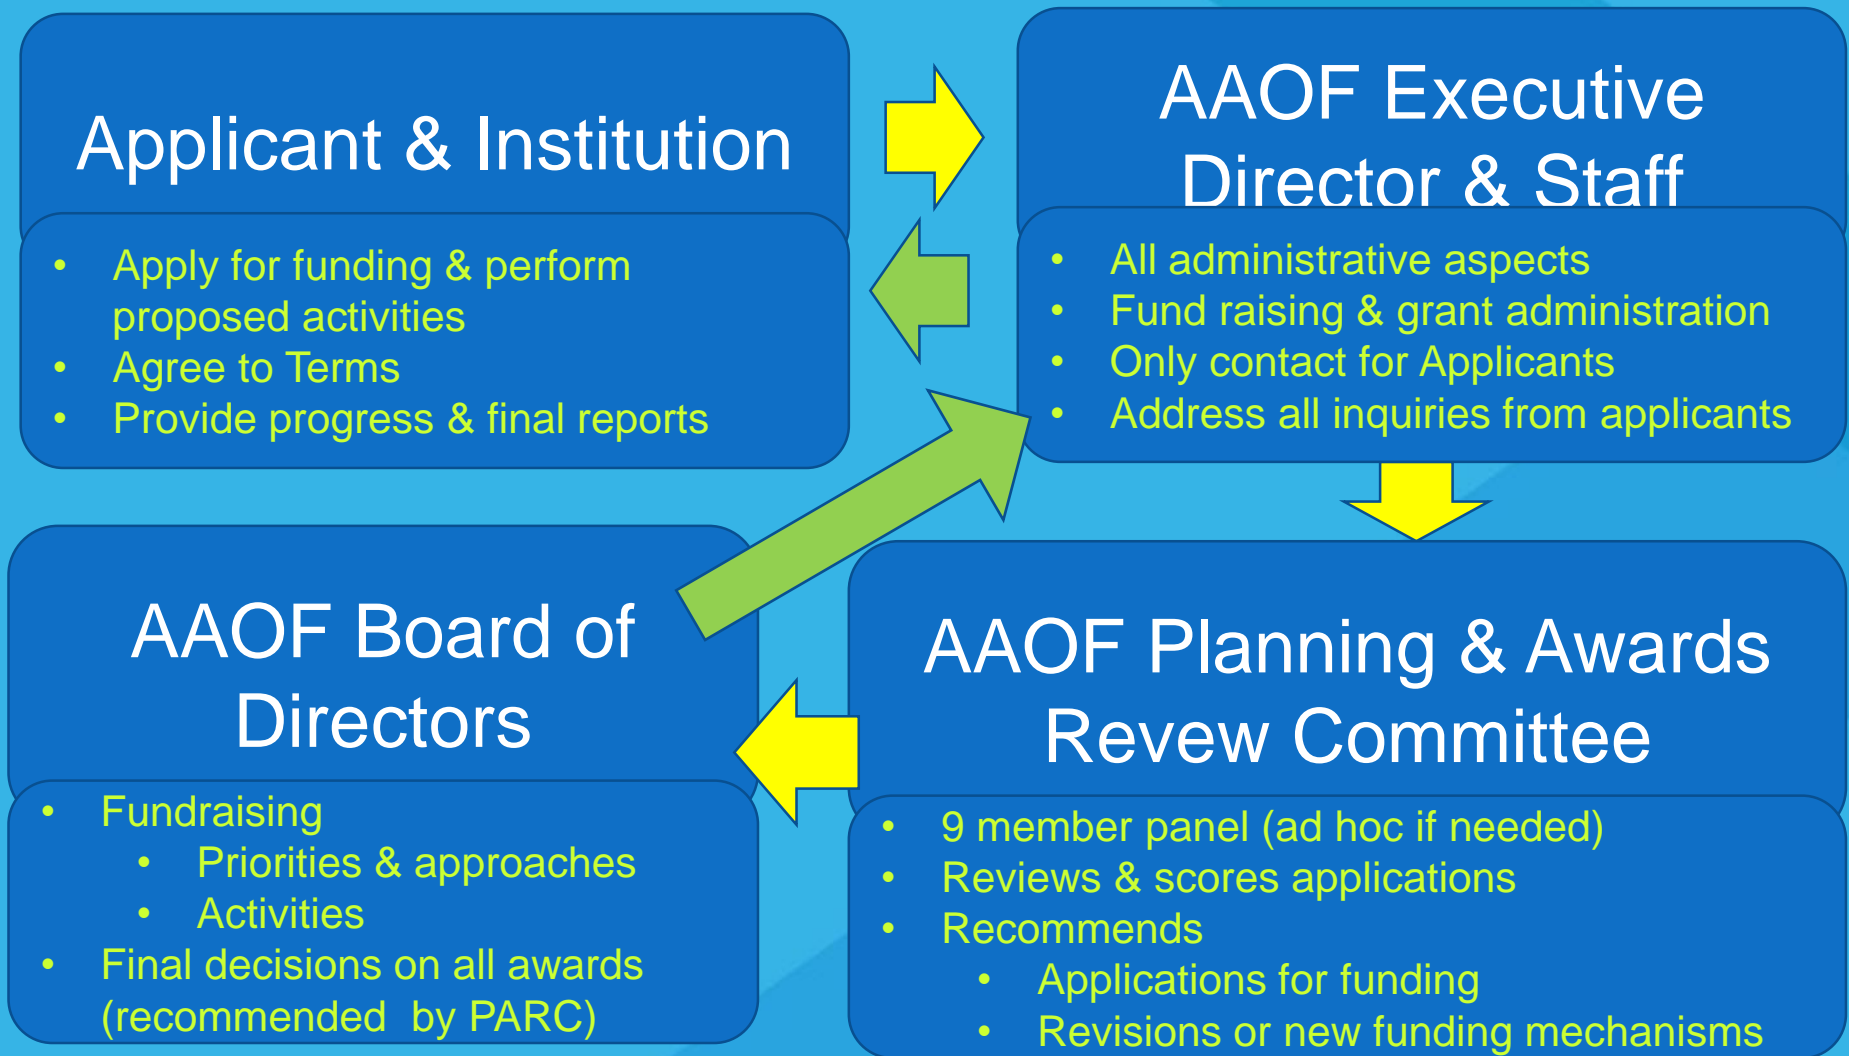 Applicant & Institution
• Apply for funding & perform
proposed activities
• Agree to Terms
• Provide progress & final reports
AAOF Executive
Director & Staff
• All administrative aspects
• Fund raising & grant administration
• Only contact for Applicants
• Address all inquiries from applicants
AAOF Board of
Directors
• Fundraising
• Priorities & approaches
• Activities
• Final decisions on all awards
(recommended by PARC)
AAOF Planning & Awards
Revew Committee
• 9 member panel (ad hoc if needed)
• Reviews & scores applications
• Recommends
• Applications for funding
• Revisions or new funding mechanisms